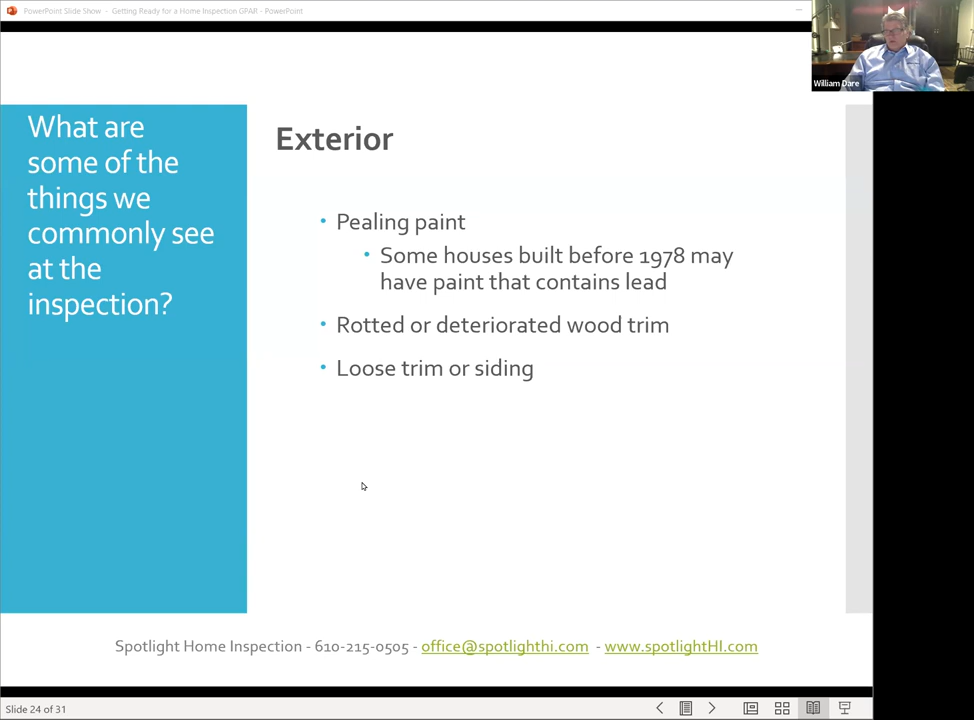 PowerPoint Slide Show - Getting Ready for a Home Inspection GPAR - PowerPoint
William Dare
What are
some of the
things we
commonly see
at the
inspection?
Exterior
• Pealing paint
• Some houses built before 1978 may
have paint that contains lead
• Rotted or deteriorated wood trim
• Loose trim or siding
Spotlight Home Inspection - 610-215-0505 - office@spotlighthi.com - www.spotlightHI.com
Slide 24 of 31